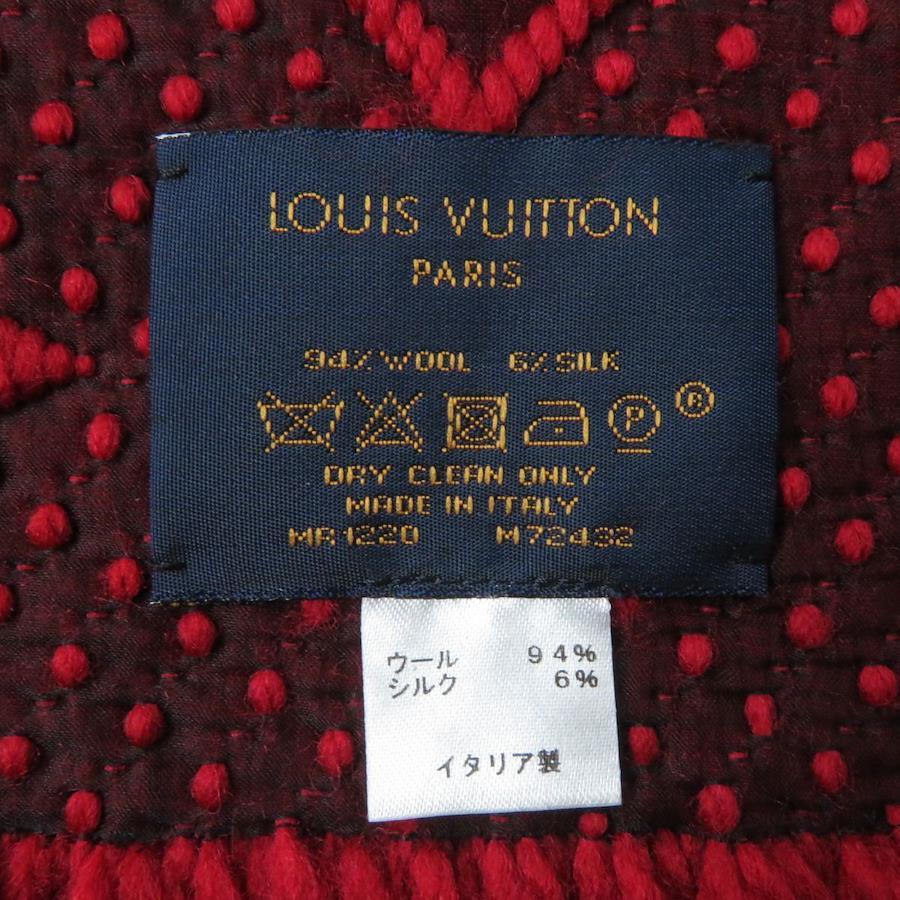 LOUIS VUITTON
PARIS
94% WOOL 6% SILK
P ®
DRY CLEAN ONLY
MADE IN ITALY
MA1220 M72432
ウール 94%
シルク 6%
イタリア製